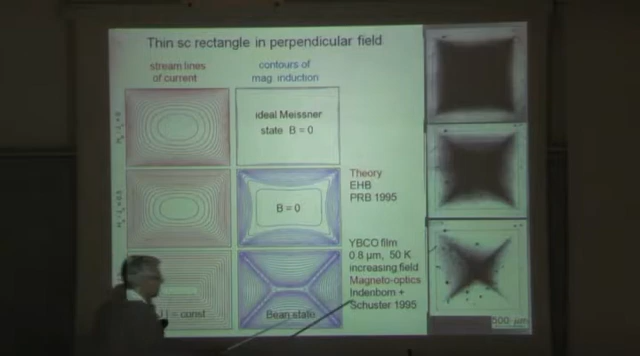 Thin sc rectangle in perpendicular field
stream lines
of current
contours of
mag. induction
ideal Meissner
state B = 0
B = 0
Theory
EHB
PRB 1995
YBCO film
0.8 μm, 50 K
increasing field
Magneto-optics
Indenbom +
Schuster 1995
= const
Bean state
500 μm